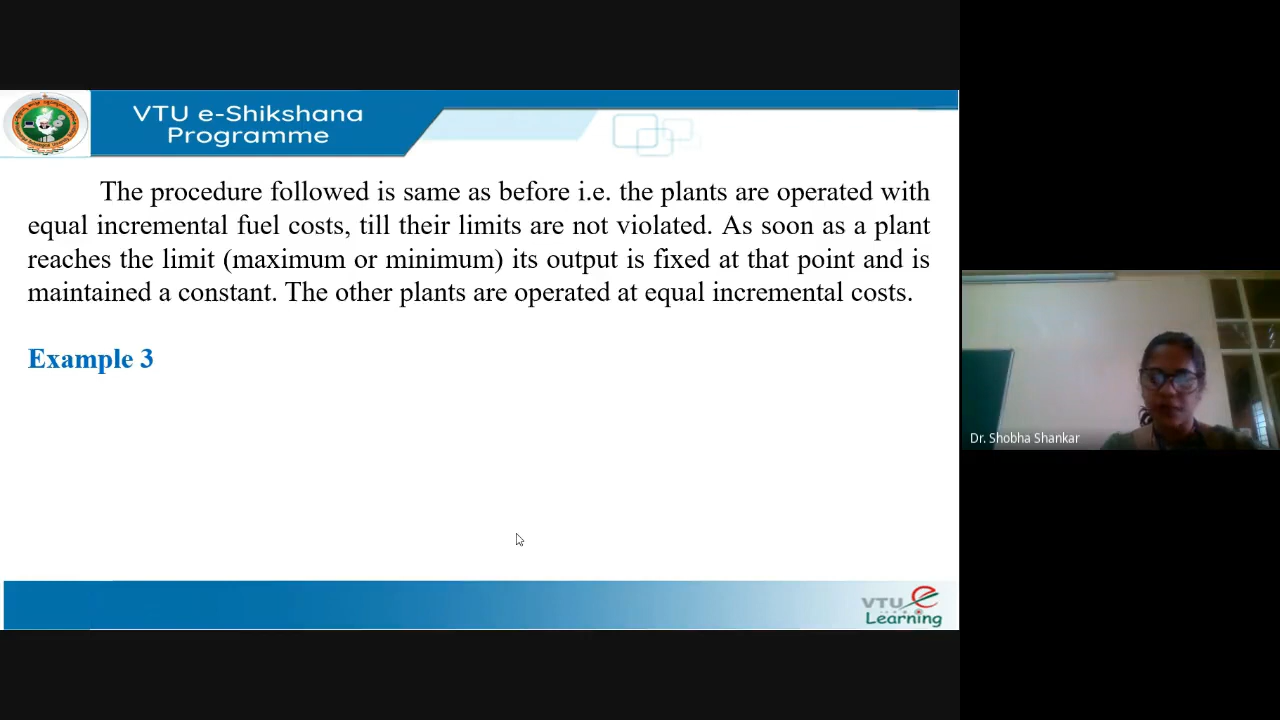 VTU e-Shikshana
Programme
The procedure followed is same as before i.e. the plants are operated with
equal incremental fuel costs, till their limits are not violated. As soon as a plant
reaches the limit (maximum or minimum) its output is fixed at that point and is
maintained a constant. The other plants are operated at equal incremental costs.
Example 3
Dr. Shobha Shankar
VTU e
Learning